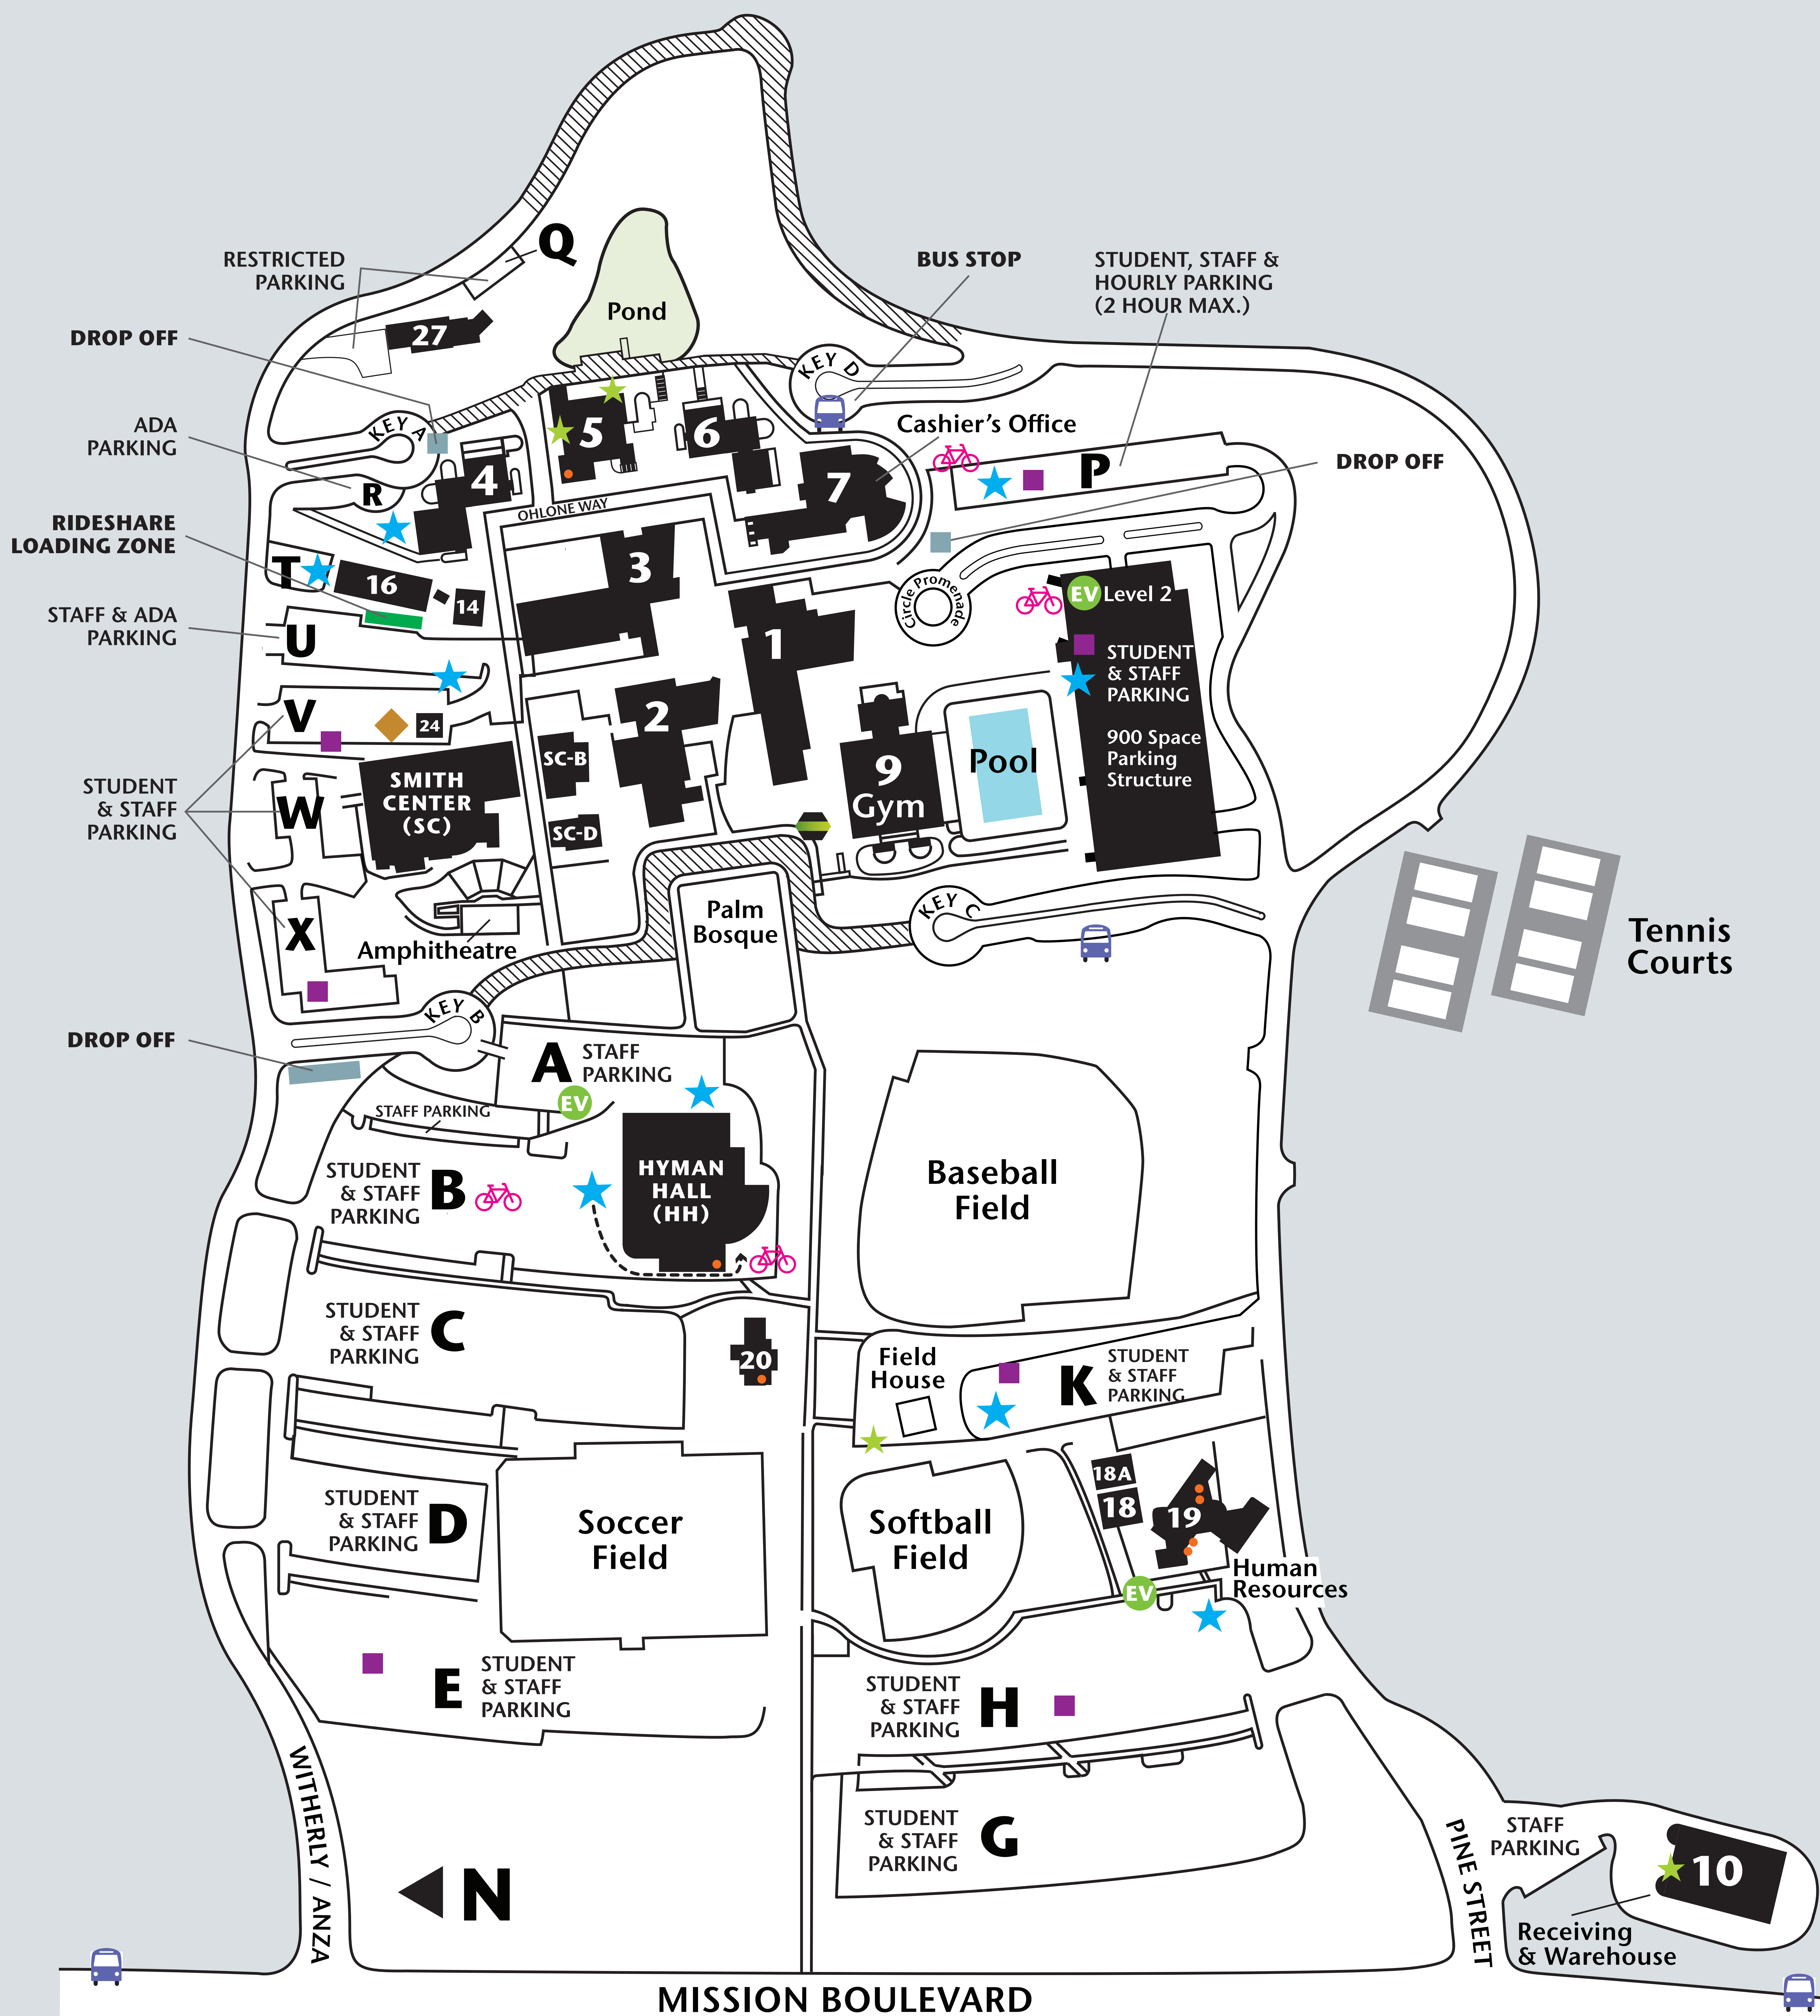 Q
RESTRICTED
PARKING
BUS STOP
STUDENT, STAFF &
HOURLY PARKING
(2 HOUR MAX.)
Pond
27
DROP OFF
KEY D
ADA
PARKING
KEY A
5
6
Cashier's Office
7
P
DROP OFF
4
R
OHLONE WAY
RIDESHARE
LOADING ZONE
T
16
14
3
Circle Promenade
EV Level 2
STAFF & ADA
PARKING
U
1
STUDENT
& STAFF
PARKING
V
24
2
900 Space
Parking
Structure
SC-B
9
Gym
Pool
STUDENT
& STAFF
PARKING
W
SMITH
CENTER
(SC)
SC-D
X
Amphitheatre
Palm
Bosque
KEY C
Tennis
Courts
KEY B
DROP OFF
A
STAFF
PARKING
EV
STAFF PARKING
STUDENT
& STAFF
PARKING
B
HYMAN
HALL
(HH)
Baseball
Field
STUDENT
& STAFF
PARKING
C
20
Field
House
K
STUDENT
& STAFF
PARKING
18A
18
19
STUDENT
& STAFF
PARKING
D
Soccer
Field
Softball
Field
Human
Resources
EV
E
STUDENT
& STAFF
PARKING
STUDENT
& STAFF
PARKING
H
STUDENT
& STAFF
PARKING
G
WITHERLY / ANZA
N
PINE STREET
STAFF
PARKING
10
Receiving
& Warehouse
MISSION BOULEVARD